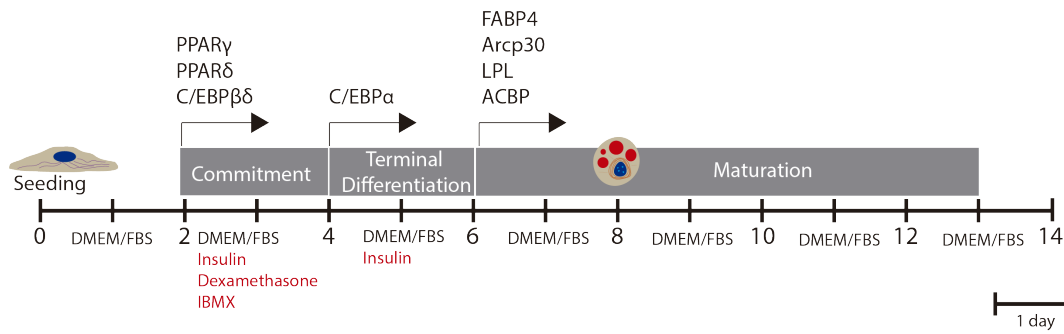 PPARγ
PPARδ
C/EBPβδ
C/EBPα
FABP4
Arcp30
LPL
ACBP
Seeding
Commitment
Terminal
Differentiation
Maturation
0 2 4 6 8 10 12 14
DMEM/FBS
DMEM/FBS
Insulin
Dexamethasone
IBMX
DMEM/FBS
Insulin
DMEM/FBS
DMEM/FBS
DMEM/FBS
DMEM/FBS
1 day